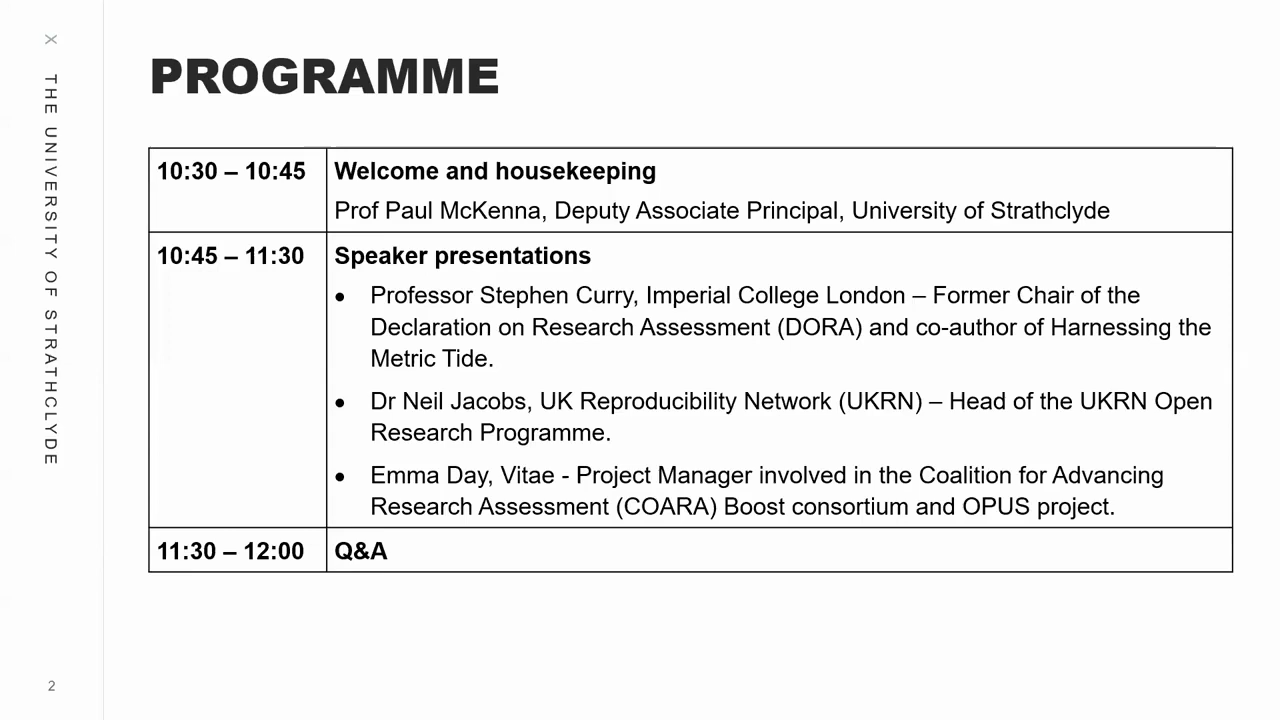 X THE UNIVERSITY OF STRATHCLYDE
PROGRAMME
10:30 – 10:45
Welcome and housekeeping
Prof Paul McKenna, Deputy Associate Principal, University of Strathclyde
10:45 – 11:30
Speaker presentations
• Professor Stephen Curry, Imperial College London – Former Chair of the
Declaration on Research Assessment (DORA) and co-author of Harnessing the
Metric Tide.
• Dr Neil Jacobs, UK Reproducibility Network (UKRN) – Head of the UKRN Open
Research Programme.
• Emma Day, Vitae - Project Manager involved in the Coalition for Advancing
Research Assessment (COARA) Boost consortium and OPUS project.
11:30 – 12:00
Q&A
2